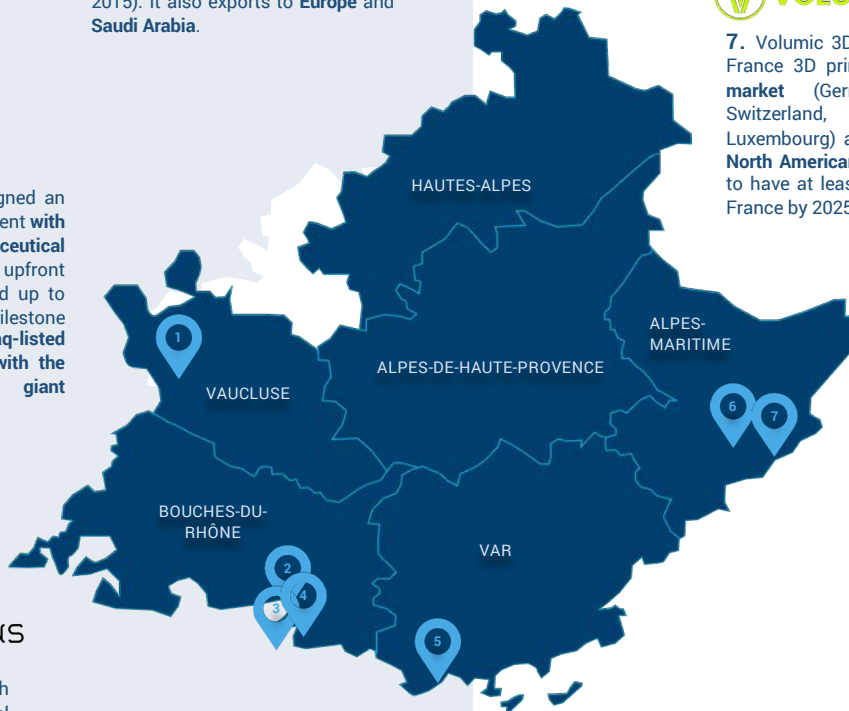 2015). It also exports to Europe and
Saudi Arabia.
7. Volumic 3D
France 3D
market (Ger
Switzerland,
Luxembourg)
North America
to have at leas
France by 2025
gned an
ent with
ceutical
upfront
d up to
ilestone
q-listed
with the
giant
HAUTES-ALPES
ALPES-
MARITIME
ALPES-DE-HAUTE-PROVENCE
VAUCLUSE
BOUCHES-DU-
RHÔNE
VAR
1
2
3
4
5
6
7